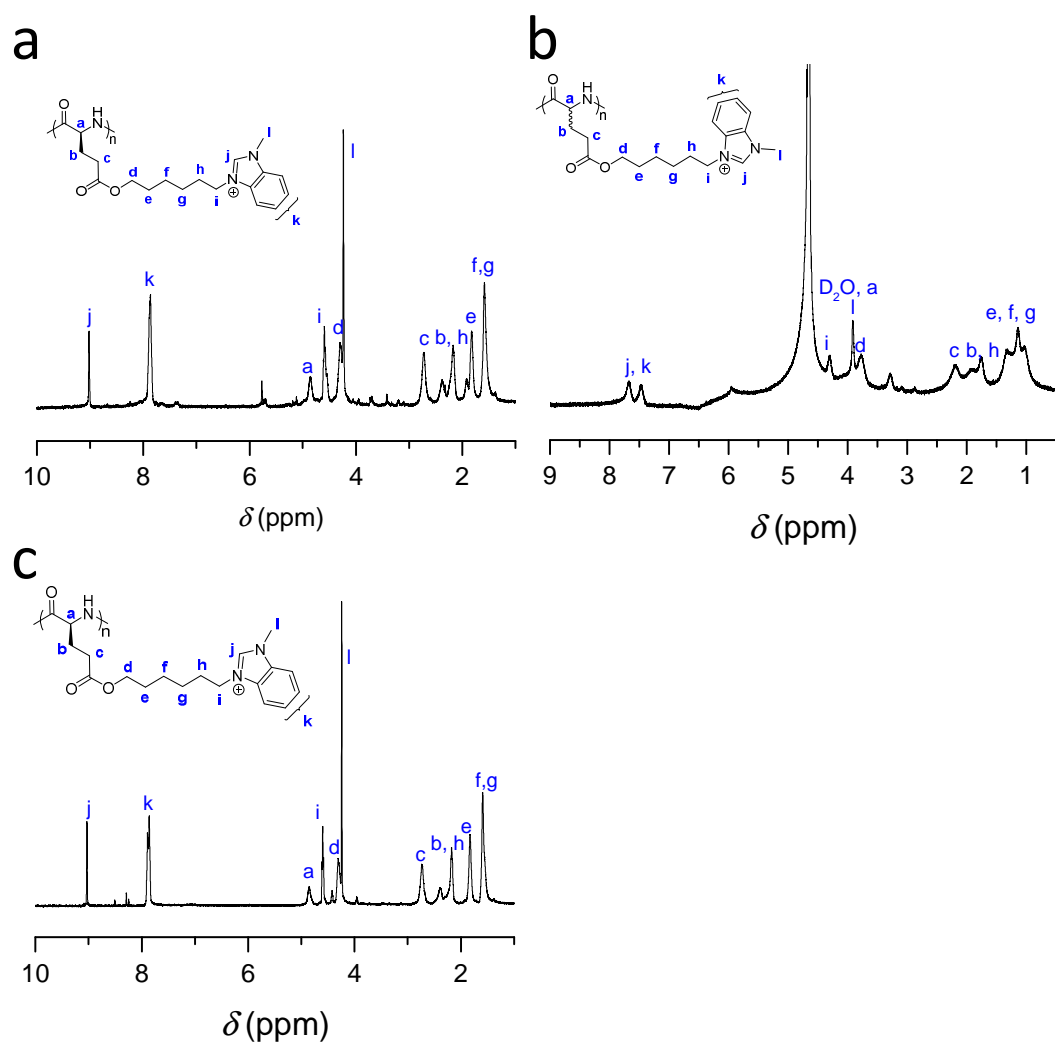 a
O
H
N
a
n
b
c
d
f
h
O
O
e
g
i
j
N
N
⊕
l
k
j
k
a
i
d
l
c
b, h
e
f,g
10
8
6
4
2
δ (ppm)
b
O
H
N
a
n
b
c
O
O
d
e
f
g
h
i
N
⊕
N
j
l
k
j, k
D2O, a
i
l
d
c b, h
e, f, g
9
8
7
6
5
4
3
2
1
δ (ppm)
c
O
H
N
a
n
b
c
d
f
h
O
O
e
g
i
j
N
N
⊕
l
k
j
k
a
i
d
l
c
b, h
e
f,g
10
8
6
4
2
δ (ppm)